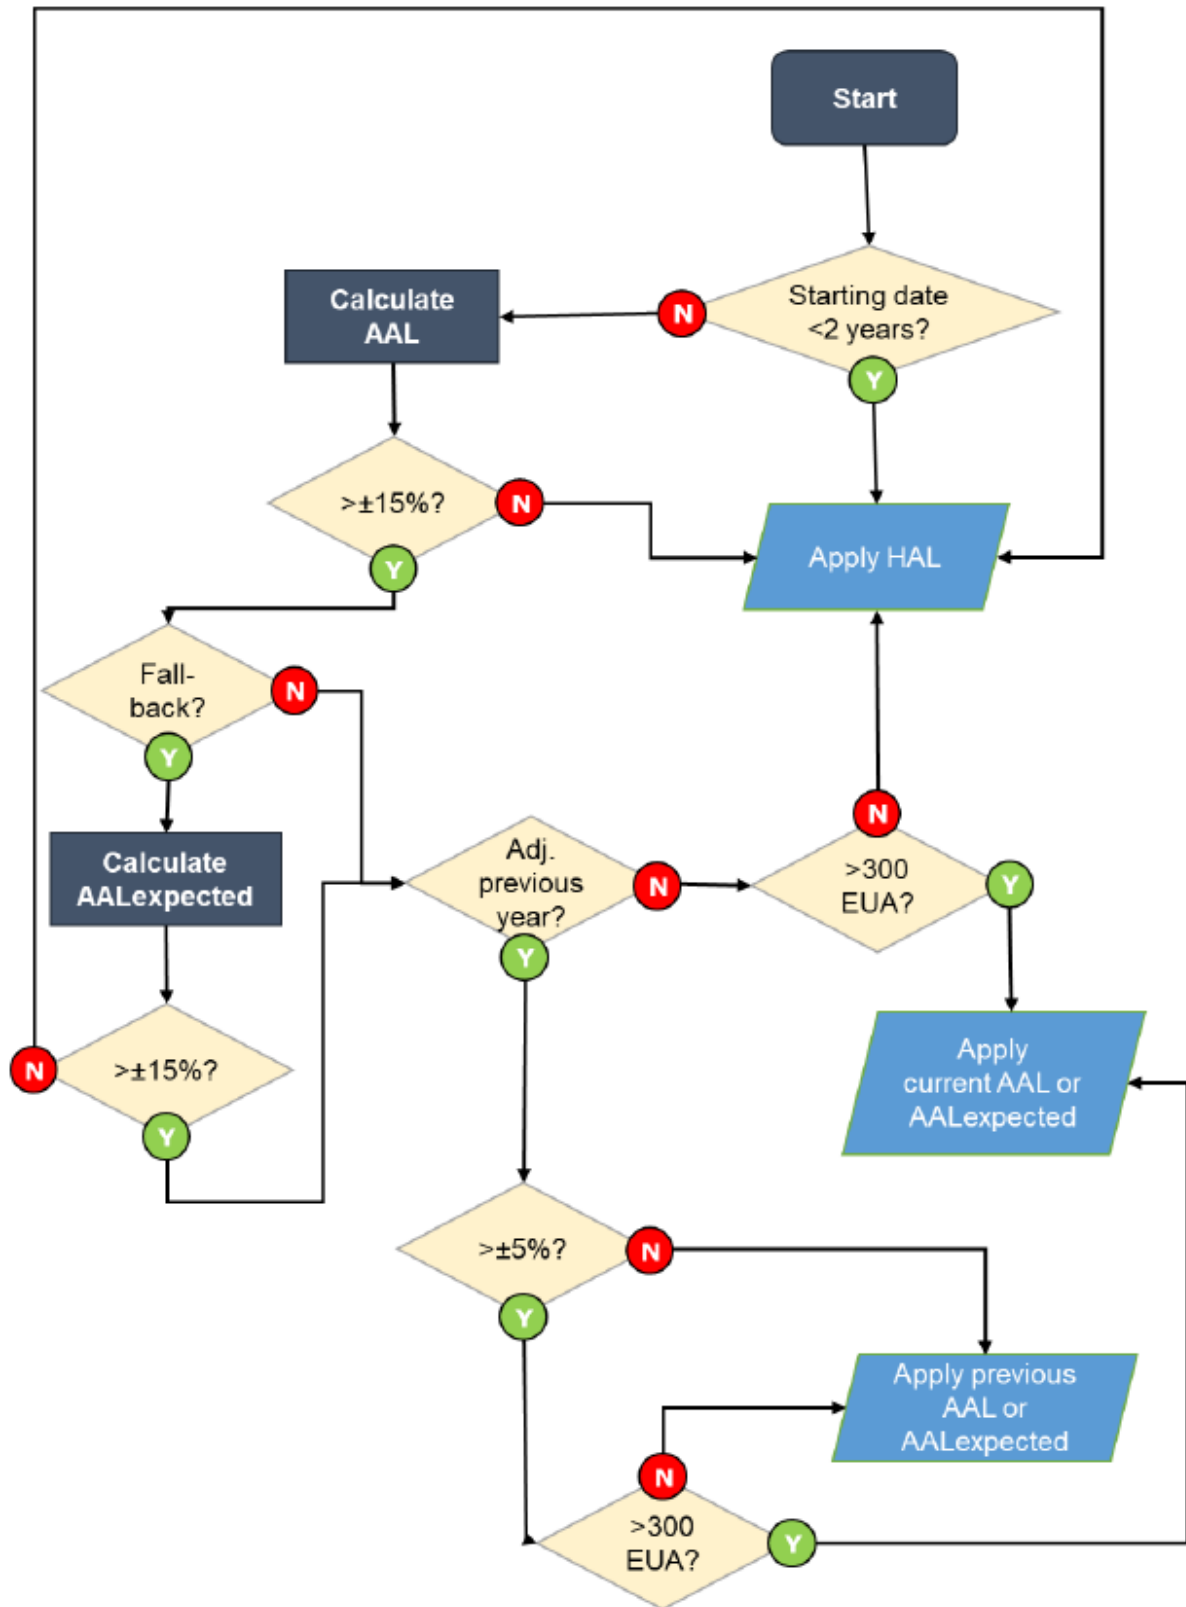 Start
Starting date
<2 years?
N
Y
Calculate
AAL
>±15%?
N
Y
Apply HAL
Fall-
back?
N
Y
Calculate
AALexpected
>±15%?
N
Y
Adj.
previous
year?
N
Y
>300
EUA?
N
Y
Apply
current AAL or
AALexpected
>±5%?
N
Y
Apply previous
AAL or
AALexpected
>300
EUA?
N
Y